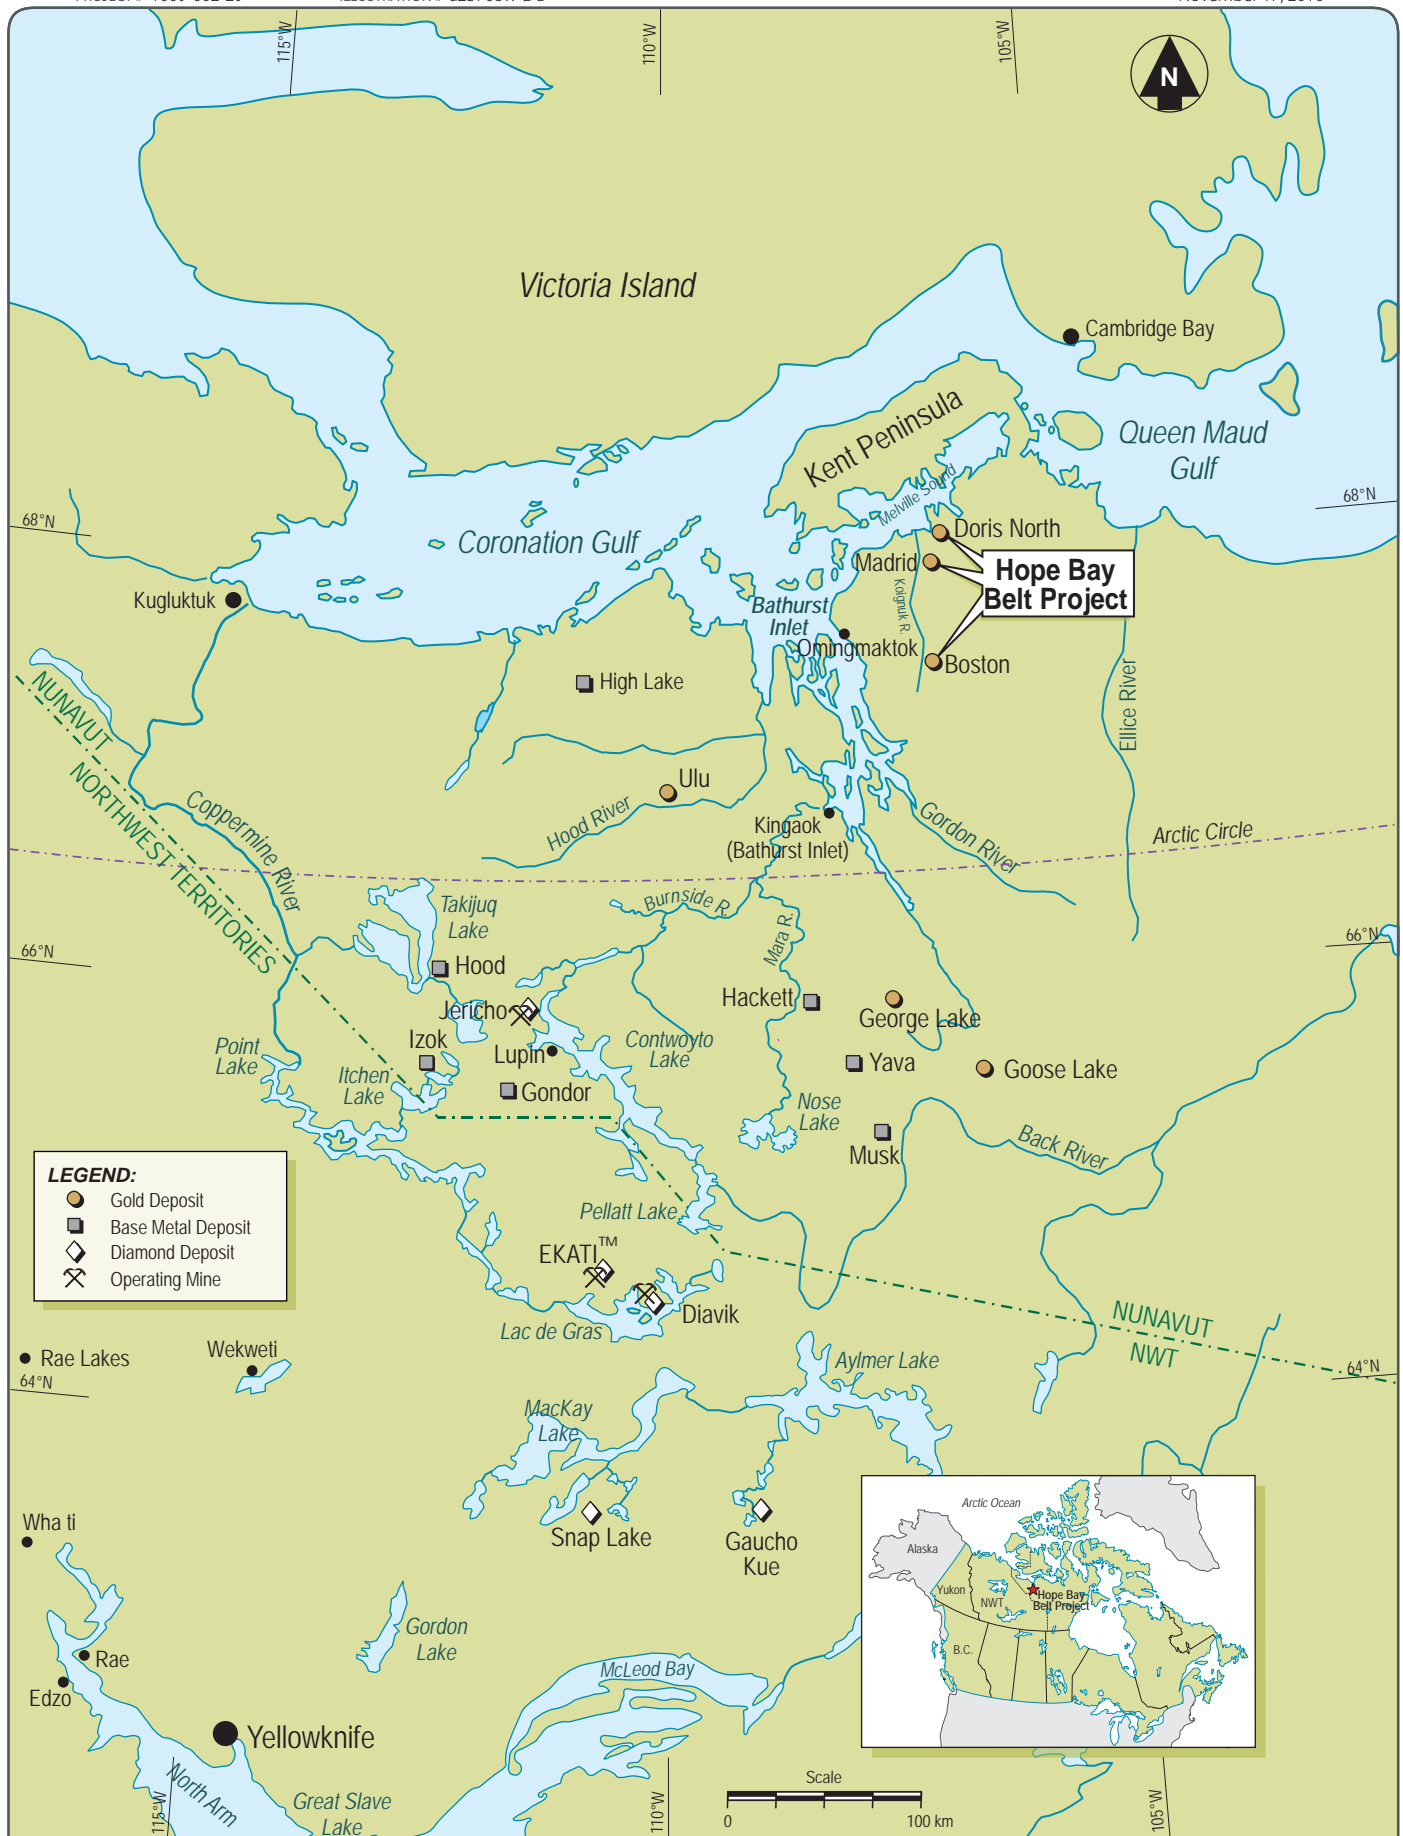 115°W
110°W
105°W
N
Victoria Island
Cambridge Bay
Kent Peninsula
Queen Maud
Gulf
Melville Sound
68°N
68°N
Coronation Gulf
Doris North
Madrid
Hope Bay
Belt Project
Koignuk R.
Kugluktuk
Bathurst
Inlet
Omingmaktok
Boston
High Lake
Ellice River
NUNAVUT
NORTHWEST TERRITORIES
Ulu
Hood River
Coppermine River
Kingaok
(Bathurst Inlet)
Gordon River
Arctic Circle
Takijuq
Lake
Burnside R.
Mara R.
66°N
66°N
Hood
Hackett
George Lake
Jericho
Izok
Lupin
Contwoyto
Lake
Point
Lake
Itchen
Lake
Yava
Goose Lake
Gondor
Nose
Lake
Musk
Back River
LEGEND:
Gold Deposit
Base Metal Deposit
Diamond Deposit
Operating Mine
Pellatt Lake
EKATI™
Diavik
Lac de Gras
NUNAVUT
NWT
Rae Lakes
Wekweti
64°N
64°N
Aylmer Lake
MacKay
Lake
Snap Lake
Gaucho
Kue
Wha ti
Arctic Ocean
Alaska
Yukon
NWT
Hope Bay
Belt Project
B.C.
Gordon
Lake
Rae
Edzo
McLeod Bay
Yellowknife
North Arm
Great Slave
Lake
115°W
110°W
105°W
Scale
0 100 km